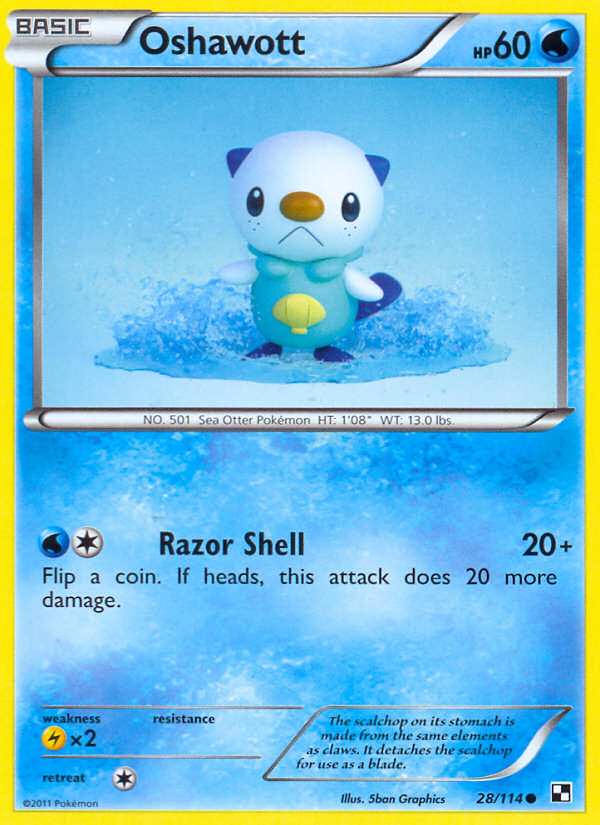 BASIC
Oshawott
HP60
NO. 501 Sea Otter Pokémon HT: 1'08" WT: 13.0 lbs.
Razor Shell 20+
Flip a coin. If heads, this attack does 20 more
damage.
weakness resistance
×2
The scalchop on its stomach is
made from the same elements
as claws. It detaches the scalchop
for use as a blade.
retreat
©2011 Pokémon
Illus. 5ban Graphics 28/114